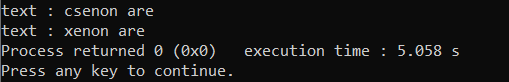 text : csenon are
text : xenon are
Process returned 0 (0x0)   execution time : 5.058 s
Press any key to continue.